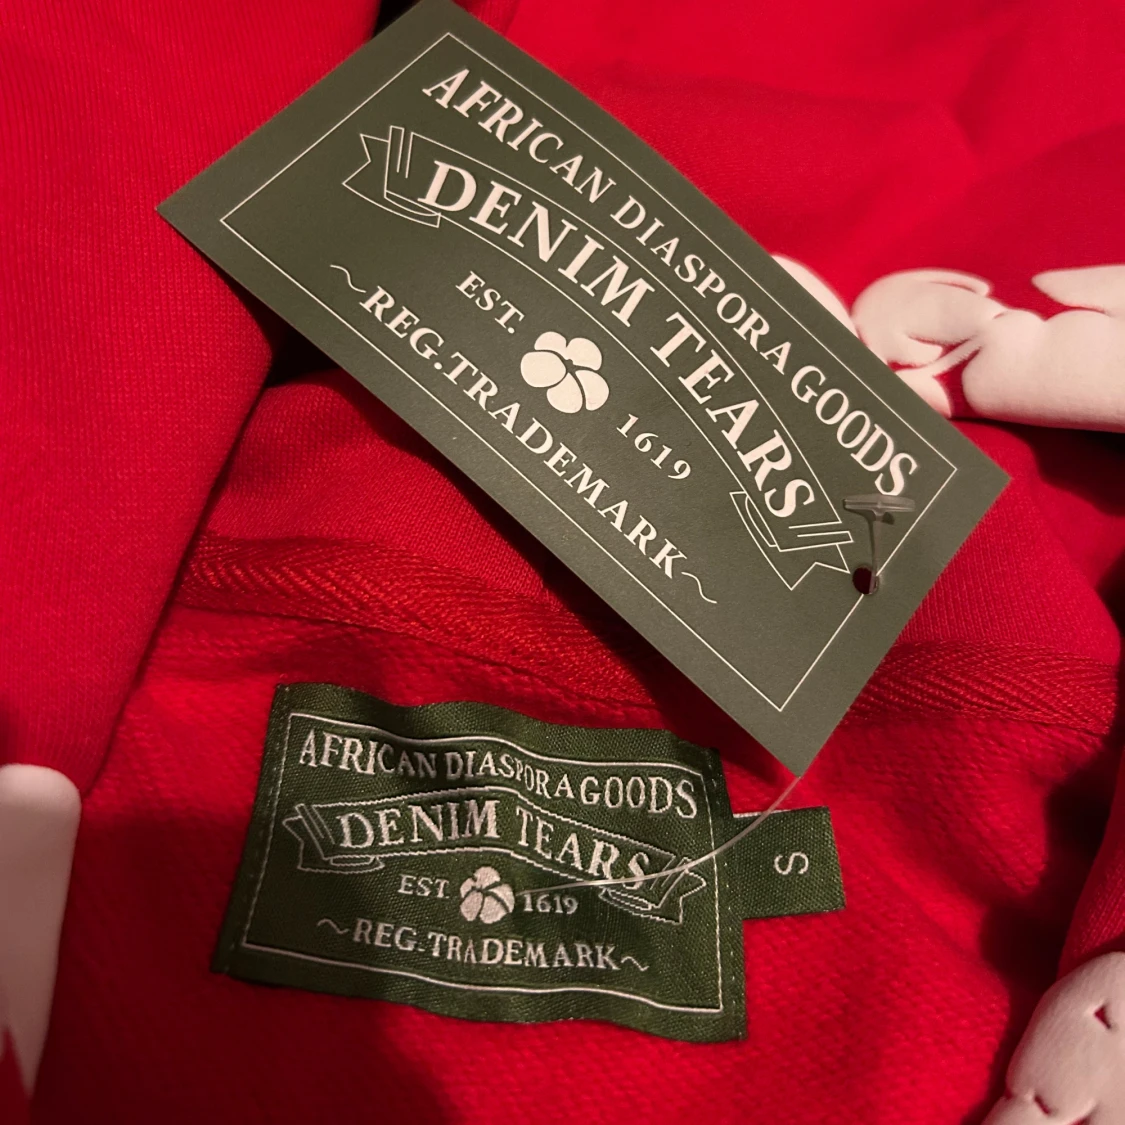 AFRICAN DIASPORA GOODS
DENIM TEARS
EST. 1619
~REG.TRADEMARK~
AFRICAN DIASPORA GOODS
DENIM TEARS
EST. 1619
~REG.TRADEMARK~
S